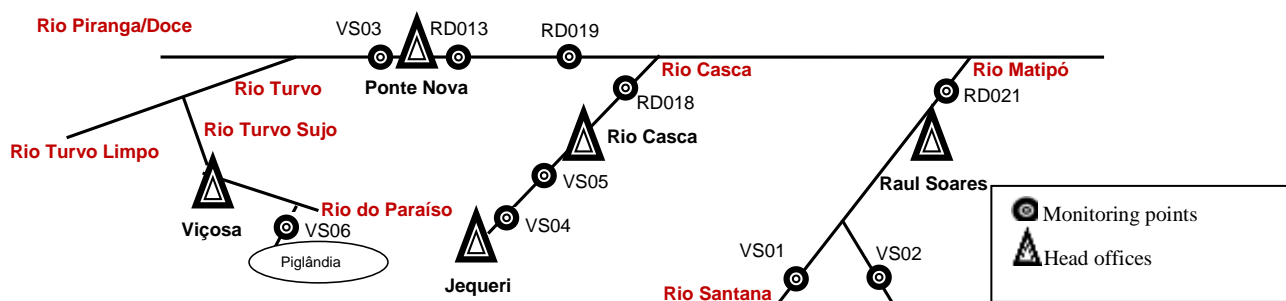 Rio Piranga/Doce
VS03
RD013
RD019
Ponte Nova
Rio Turvo
Rio Casca
Rio Matipó
RD018
RD021
Rio Turvo Sujo
Rio Casca
Rio Turvo Limpo
VS05
Raul Soares
Viçosa
Rio do Paraíso
VS06
VS04
Piglândia
Jequeri
VS01
VS02
Rio Santana
Monitoring points
Head offices